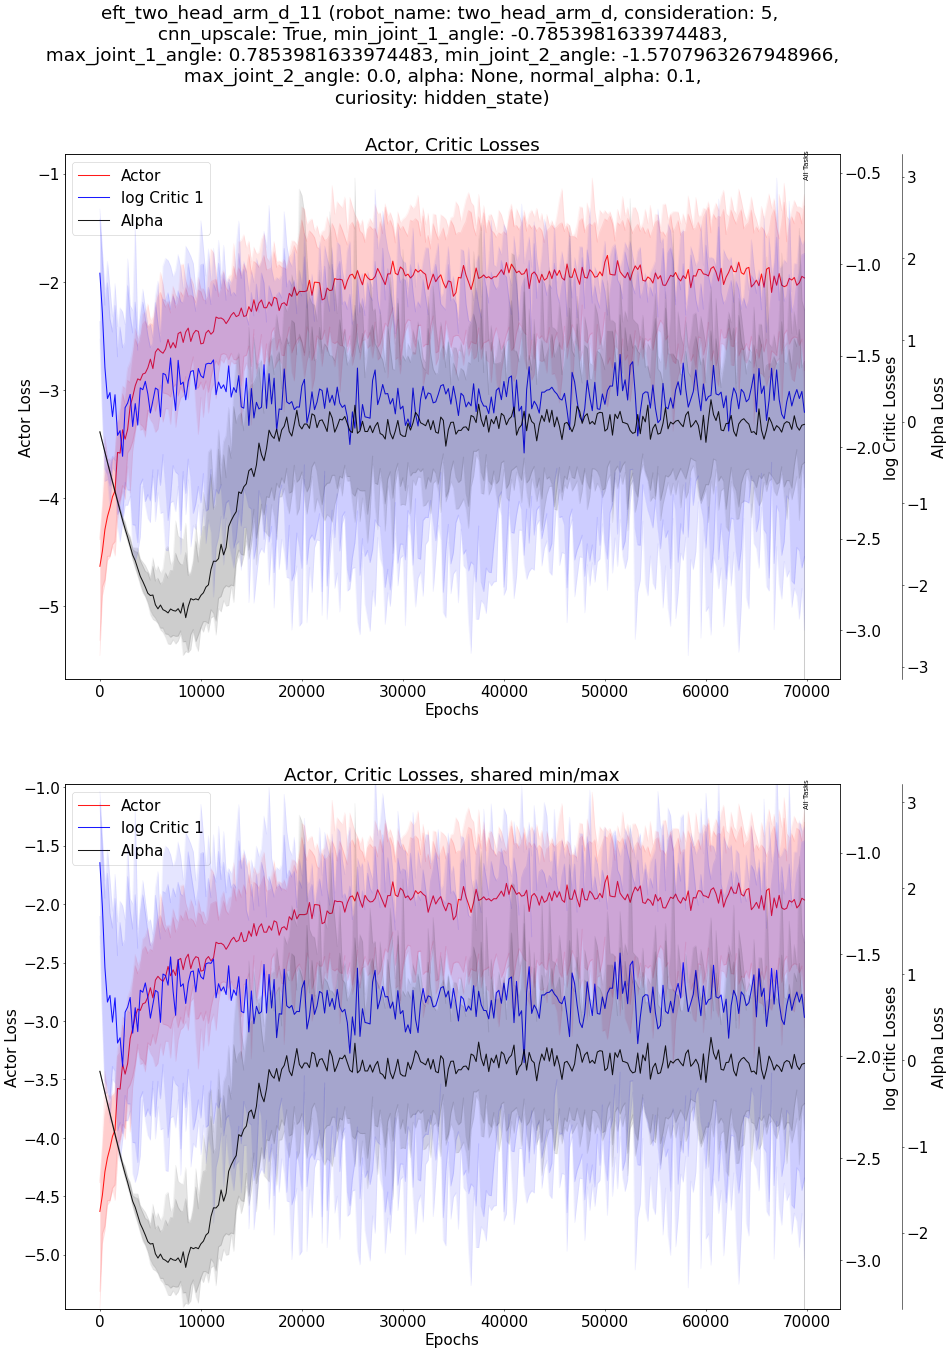 eft_two_head_arm_d_11 (robot_name: two_head_arm_d, consideration: 5,
cnn_upscale: True, min_joint_1_angle: -0.7853981633974483,
max_joint_1_angle: 0.7853981633974483, min_joint_2_angle: -1.5707963267948966,
max_joint_2_angle: 0.0, alpha: None, normal_alpha: 0.1,
curiosity: hidden_state)
Actor, Critic Losses
Actor
log Critic 1
Alpha
All Tasks
−1
−2
−3
−4
−5
Actor Loss
−0.5
−1.0
−1.5
−2.0
−2.5
−3.0
log Critic Losses
3
2
1
0
−1
−2
−3
Alpha Loss
0
10000
20000
30000
40000
50000
60000
70000
Epochs
Actor, Critic Losses, shared min/max
Actor
log Critic 1
Alpha
All Tasks
−1.0
−1.5
−2.0
−2.5
−3.0
−3.5
−4.0
−4.5
−5.0
Actor Loss
−1.0
−1.5
−2.0
−2.5
−3.0
log Critic Losses
3
2
1
0
−1
−2
Alpha Loss
0
10000
20000
30000
40000
50000
60000
70000
Epochs